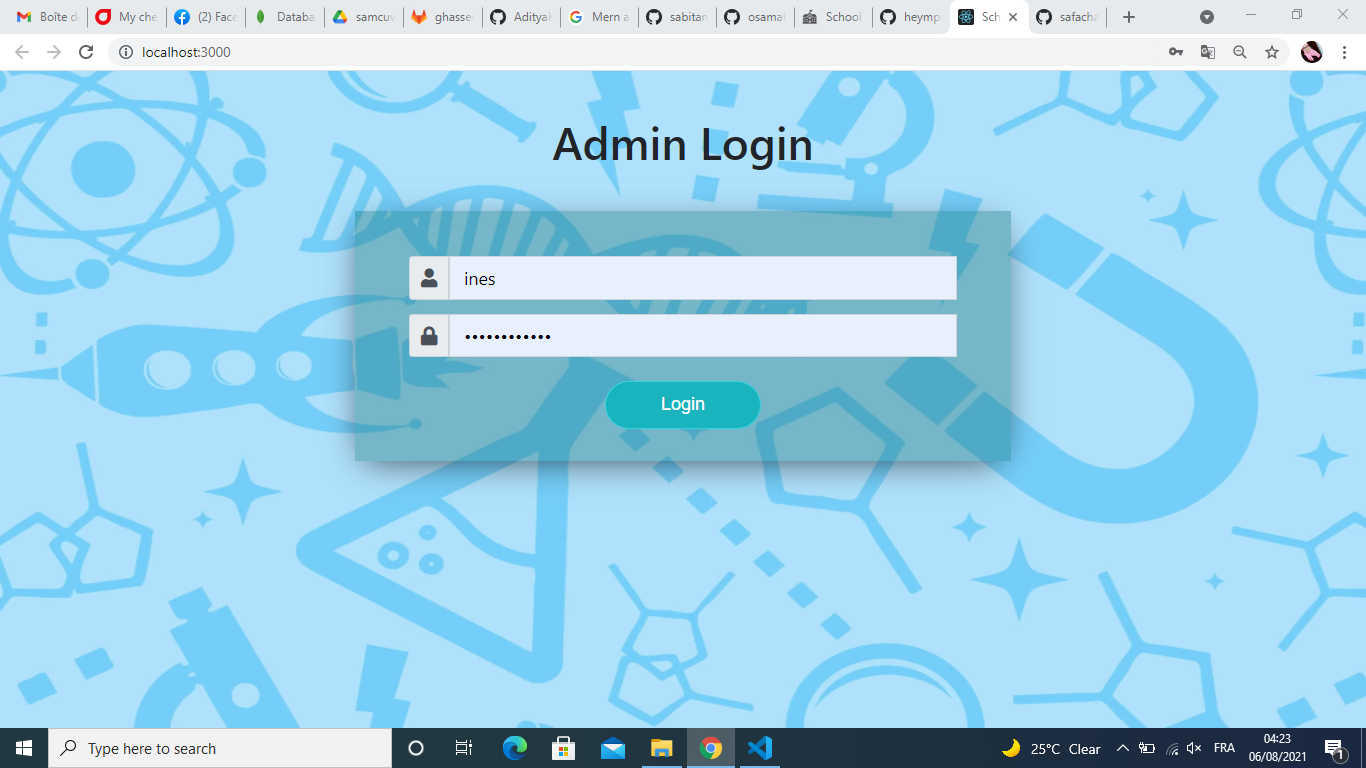 Boîte d
My che
(2) Face
Databa
samcuv
ghasse
Aditya
Mern a
sabitan
osamal
School
heymp
Sch
safacha
localhost:3000
Admin Login
ines
••••••••••••
Login
Type here to search
25°C Clear
FRA
04:23
06/08/2021
1